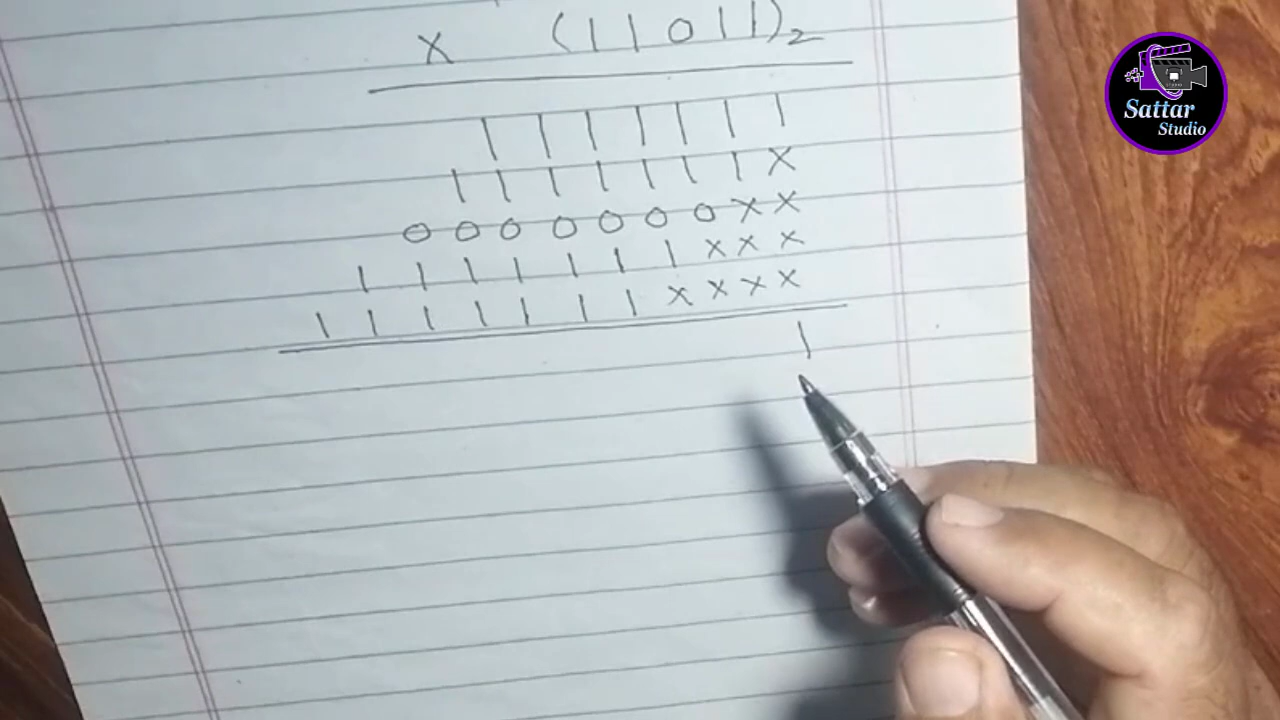 x (11011)₂
1 1 1 1 1 1 1
1 1 1 1 1 1 1 x
0 0 0 0 0 0 0 x x
1 1 1 1 1 1 1 x x x
1 1 1 1 1 1 1 x x x x
1
Sattar
Studio